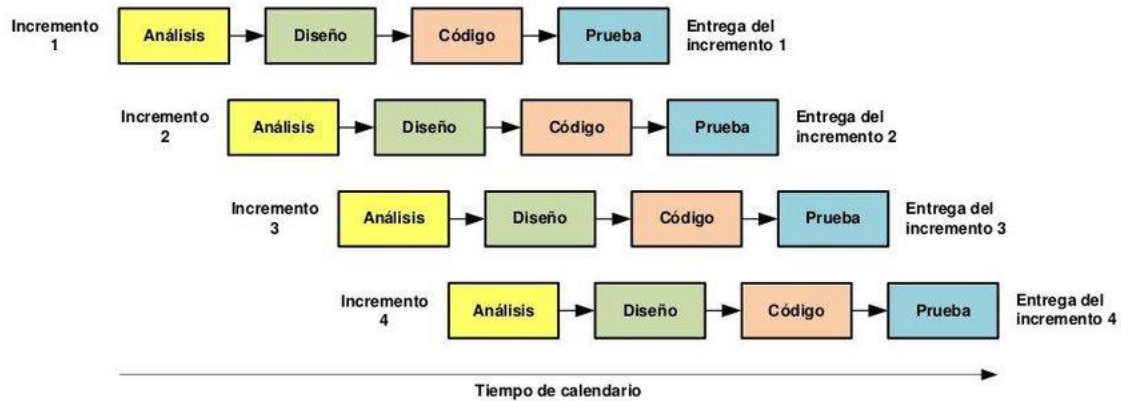 Incremento
1
Análisis
Diseño
Código
Prueba
Entrega del
incremento 1
Incremento
2
Análisis
Diseño
Código
Prueba
Entrega del
incremento 2
Incremento
3
Análisis
Diseño
Código
Prueba
Entrega del
incremento 3
Incremento
4
Análisis
Diseño
Código
Prueba
Entrega del
incremento 4
Tiempo de calendario